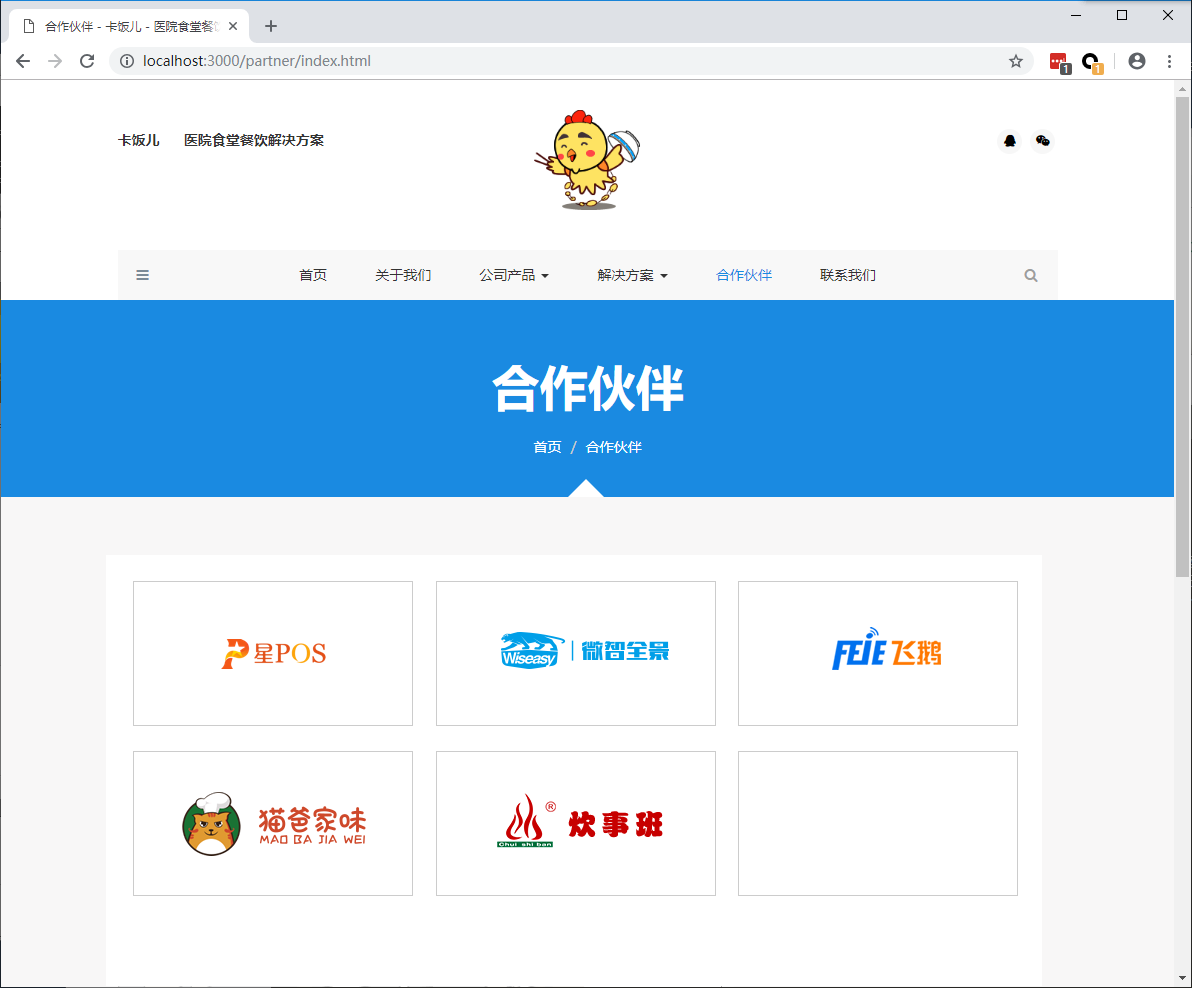 合作伙伴 - 卡饭儿 - 医院食堂餐饮
localhost:3000/partner/index.html
1
1
卡饭儿 医院食堂餐饮解决方案
首页 关于我们 公司产品 解决方案 合作伙伴 联系我们
合作伙伴
首页 / 合作伙伴
星POS
Wiseasy 微智全景
FEIE 飞鹅
猫爸家味
MAO BA JIA WEI
® 炊事班
Chui shi ban